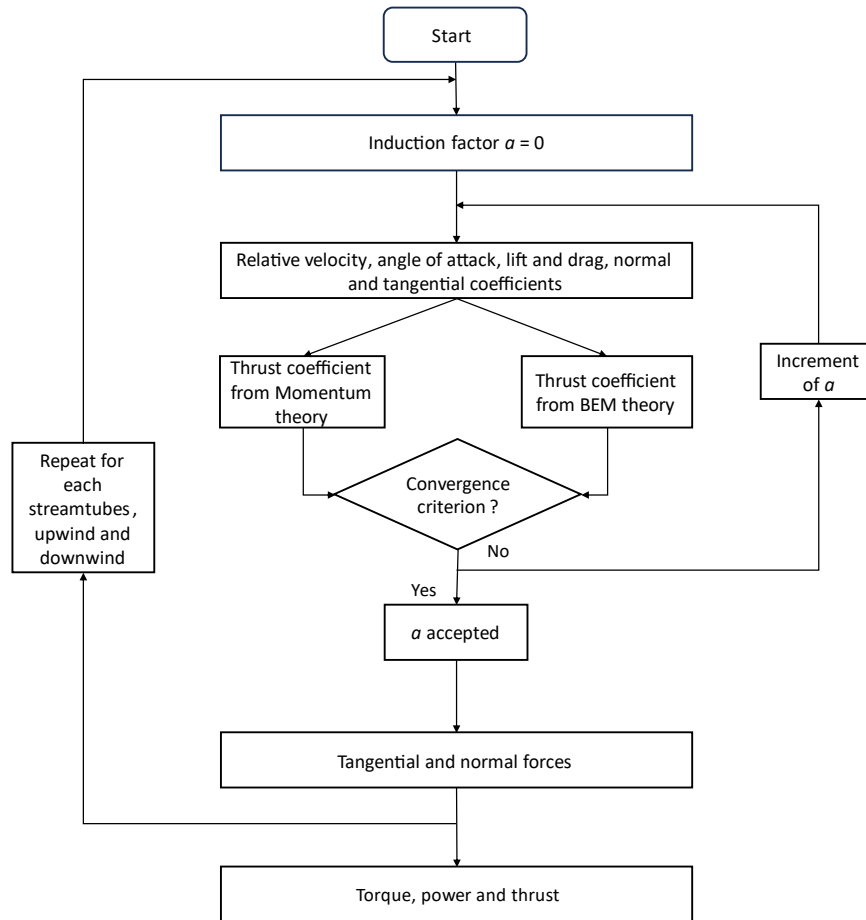 Start
Induction factor a = 0
Relative velocity, angle of attack, lift and drag, normal
and tangential coefficients
Thrust coefficient
from Momentum
theory
Thrust coefficient
from BEM theory
Increment
of a
Repeat for
each
streamtubes,
upwind and
downwind
Convergence
criterion ?
No
Yes
a accepted
Tangential and normal forces
Torque, power and thrust